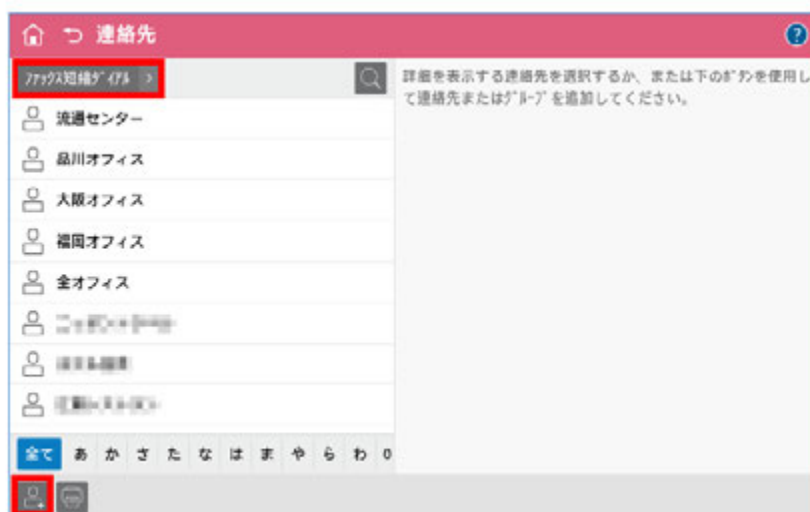 連絡先
?
ファックス短縮ダイアル >
詳細を表示する連絡先を選択するか、または下のボタンを使用し
て連絡先またはグループを追加してください。
流通センター
品川オフィス
大阪オフィス
福岡オフィス
全オフィス
全て あ か さ た な は ま や ら わ 0